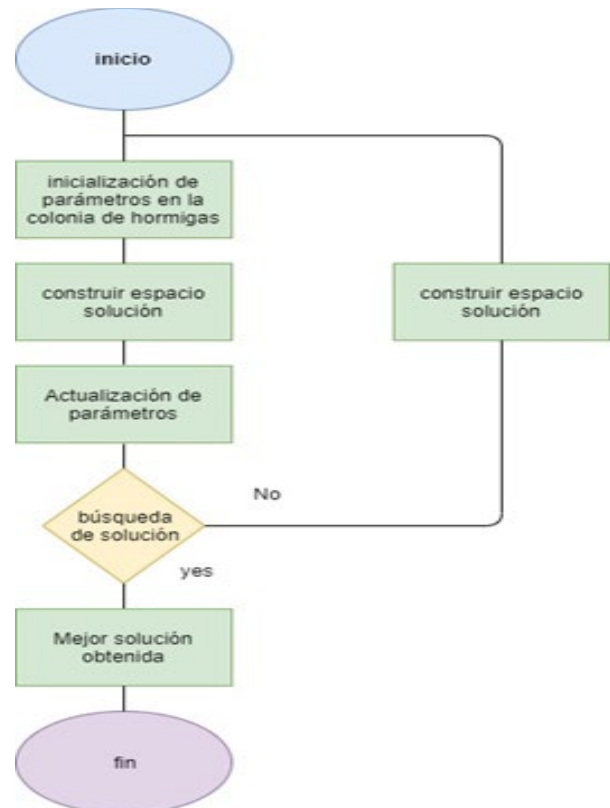 inicio
inicialización de
parámetros en la
colonia de hormigas
construir espacio
solución
construir espacio
solución
Actualización de
parámetros
No
búsqueda
de solución
yes
Mejor solución
obtenida
fin